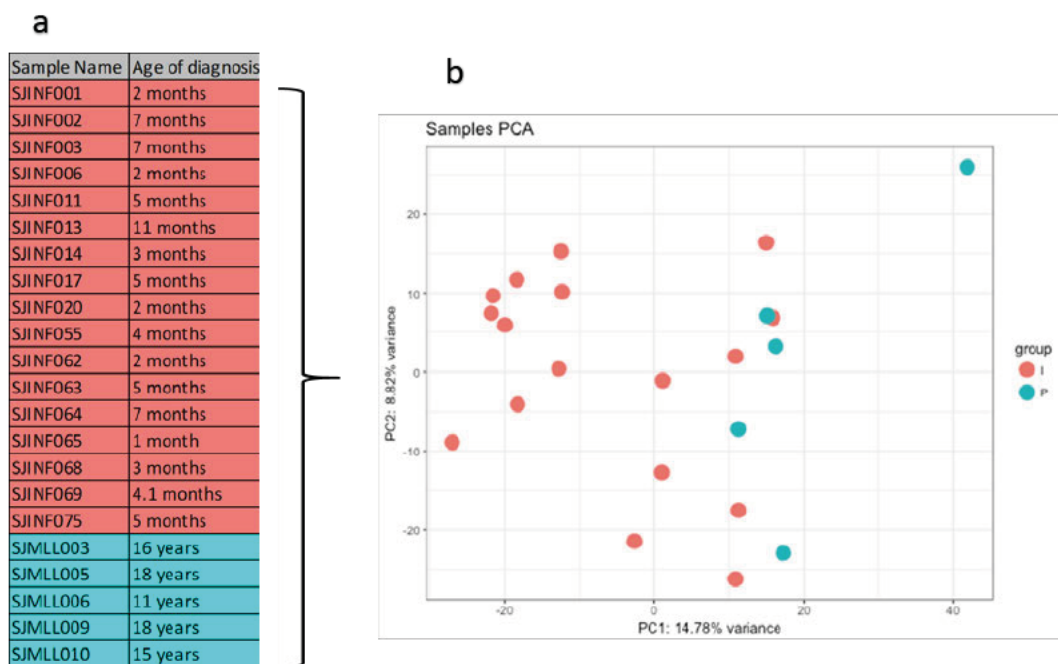 a
Sample Name Age of diagnosis
SJINF001 2 months
SJINF002 7 months
SJINF003 7 months
SJINF006 2 months
SJINF011 5 months
SJINF013 11 months
SJINF014 3 months
SJINF017 5 months
SJINF020 2 months
SJINF055 4 months
SJINF062 2 months
SJINF063 5 months
SJINF064 7 months
SJINF065 1 month
SJINF068 3 months
SJINF069 4.1 months
SJINF075 5 months
SJMLL003 16 years
SJMLL005 18 years
SJMLL006 11 years
SJMLL009 18 years
SJMLL010 15 years
b
Samples PCA
PC2: 8.82% variance
20
10
0
-10
-20
-20 0 20 40
PC1: 14.78% variance
group
I
P